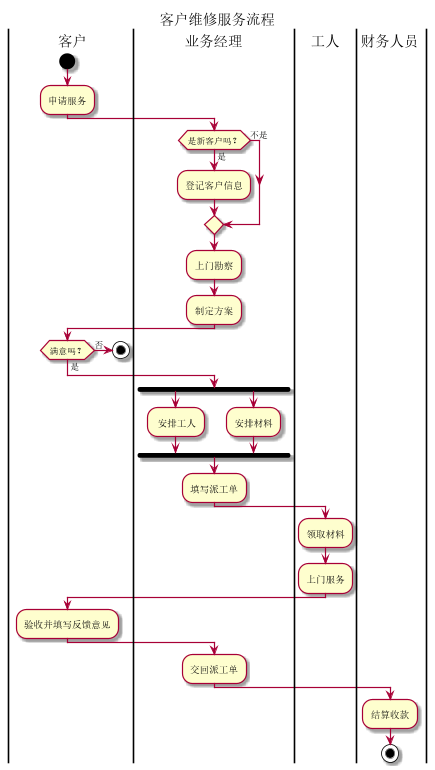 客户维修服务流程
客户
业务经理
工人
财务人员
申请服务
是新客户吗？
不是
是
登记客户信息
上门勘察
制定方案
满意吗？
否
是
安排工人
安排材料
填写派工单
领取材料
上门服务
验收并填写反馈意见
交回派工单
结算收款